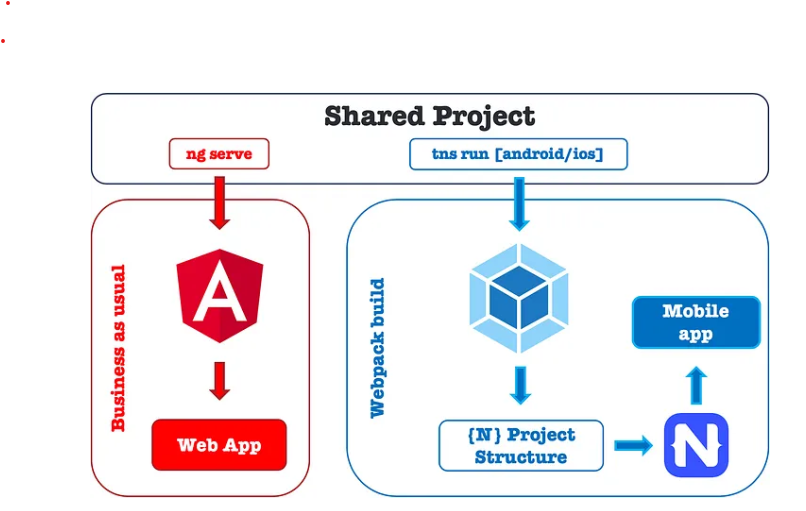 Shared Project
ng serve
tns run [android/ios]
Business as usual
A
Web App
Webpack build
{N} Project
Structure
N
Mobile
app